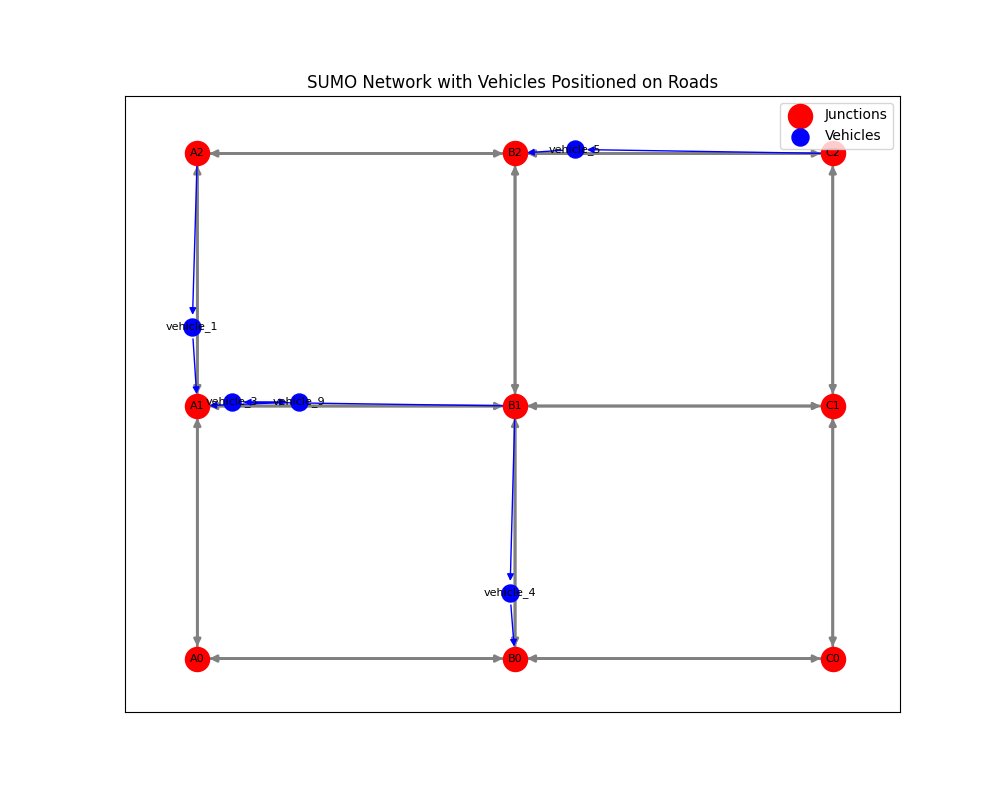 SUMO Network with Vehicles Positioned on Roads
Junctions
Vehicles
A2
B2
vehicle_5
C2
vehicle_1
A1
vehicle_3
vehicle_9
B1
C1
vehicle_4
A0
B0
C0